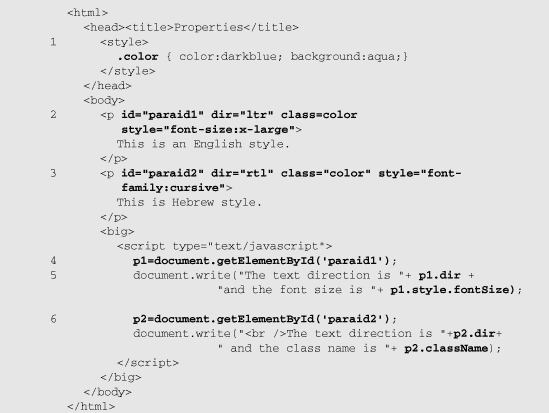 <html>
<head><title>Properties</title>
1 <style>
.color { color:darkblue; background:aqua;}
</style>
</head>
<body>
2 <p id="paraid1" dir="ltr" class=color
style="font-size:x-large">
This is an English style.
</p>
3 <p id="paraid2" dir="rtl" class="color" style="font-
family:cursive">
This is Hebrew style.
</p>
<big>
<script type="text/javascript">
4 p1=document.getElementById('paraid1');
5 document.write("The text direction is "+ p1.dir +
"and the font size is "+ p1.style.fontSize);
6 p2=document.getElementById('paraid2');
document.write("<br />The text direction is "+p2.dir+
" and the class name is "+ p2.className);
</script>
</big>
</body>
</html>